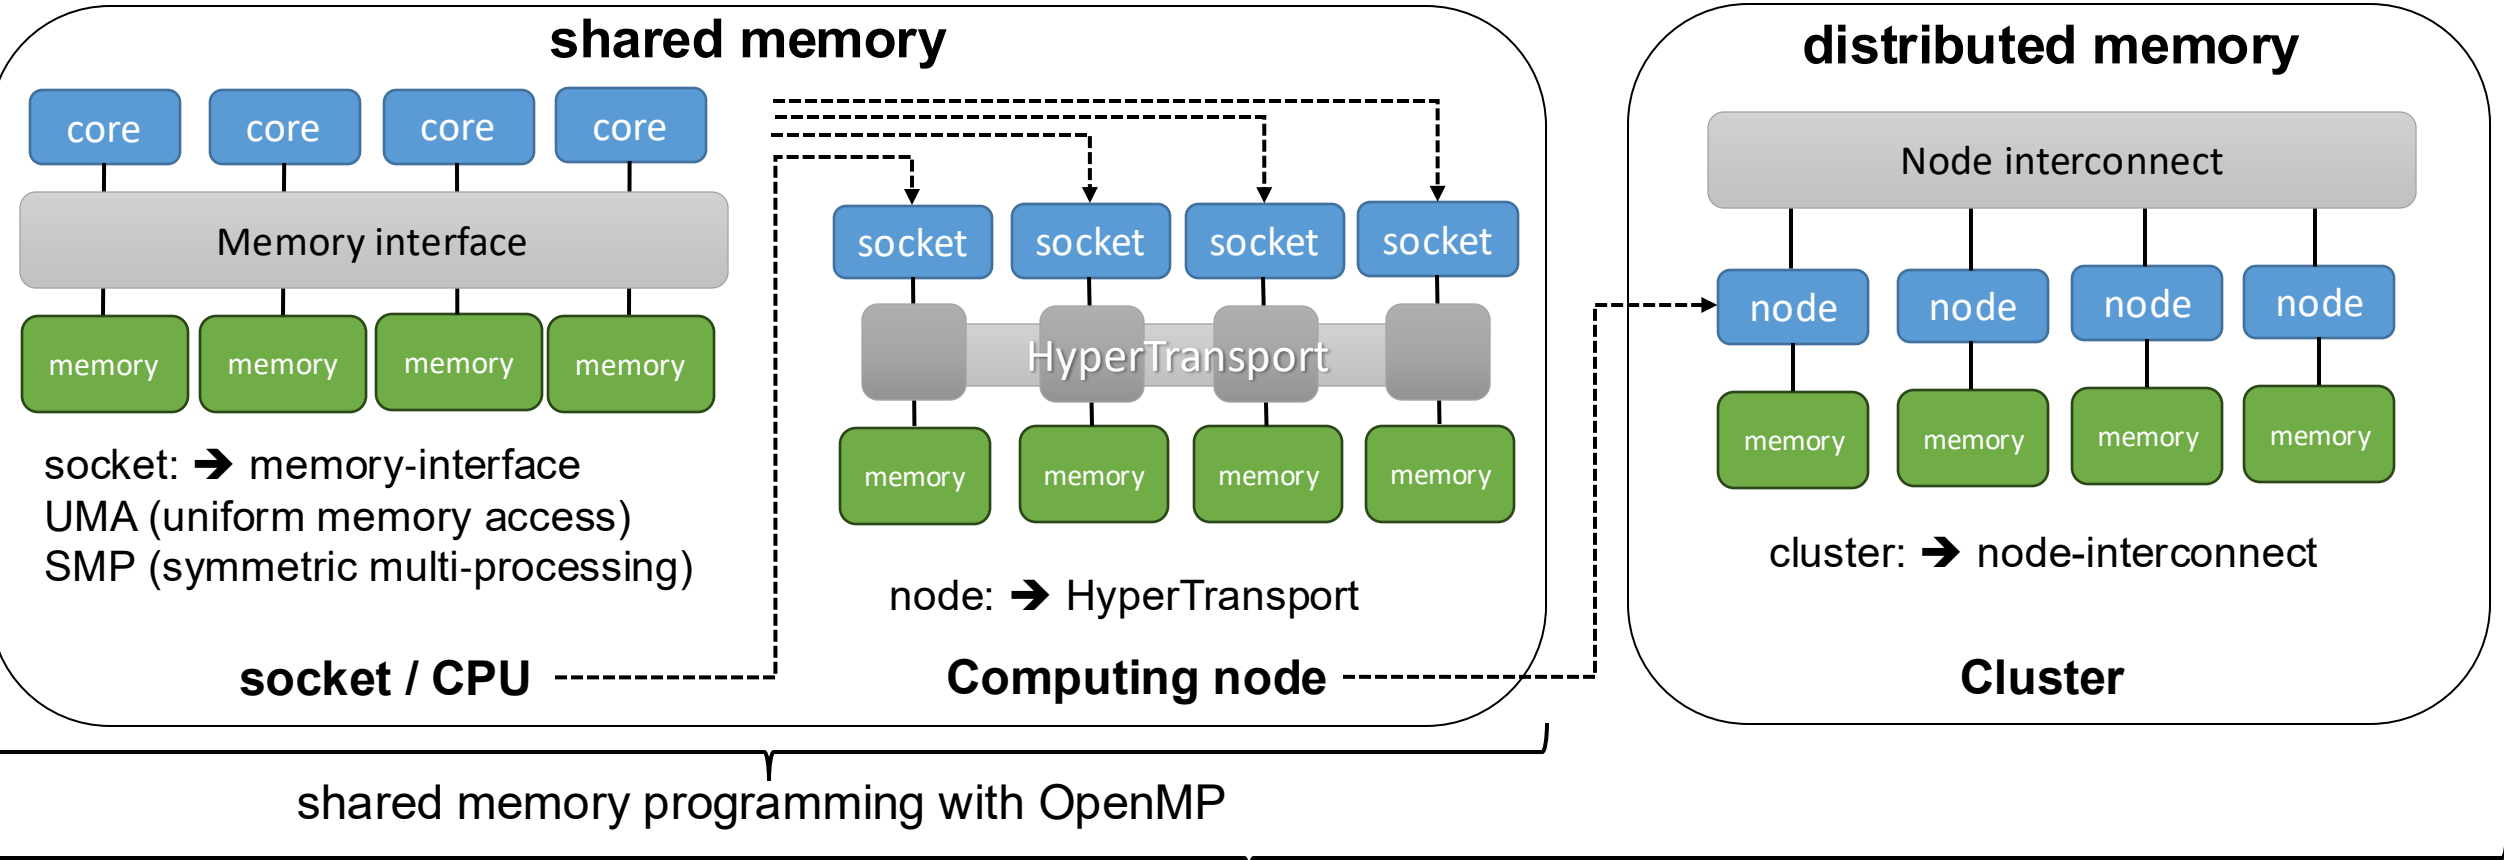 shared memory
core core core core
Memory interface
memory memory memory memory
socket: ➔ memory-interface
UMA (uniform memory access)
SMP (symmetric multi-processing)
socket / CPU
socket socket socket socket
HyperTransport
memory memory memory memory
node: ➔ HyperTransport
Computing node
distributed memory
Node interconnect
node node node node
memory memory memory memory
cluster: ➔ node-interconnect
Cluster
shared memory programming with OpenMP